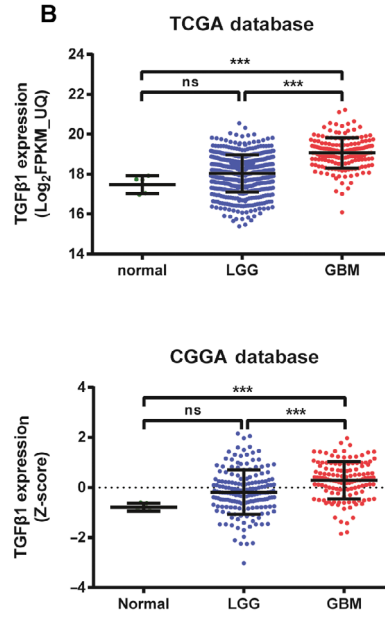 B
TCGA database
***
ns
***
TGFβ1 expression
(Log2FPKM_UQ)
24
22
20
18
16
14
normal
LGG
GBM
CGGA database
***
ns
***
TGFβ1 expression
(Z-score)
4
2
0
−2
−4
Normal
LGG
GBM